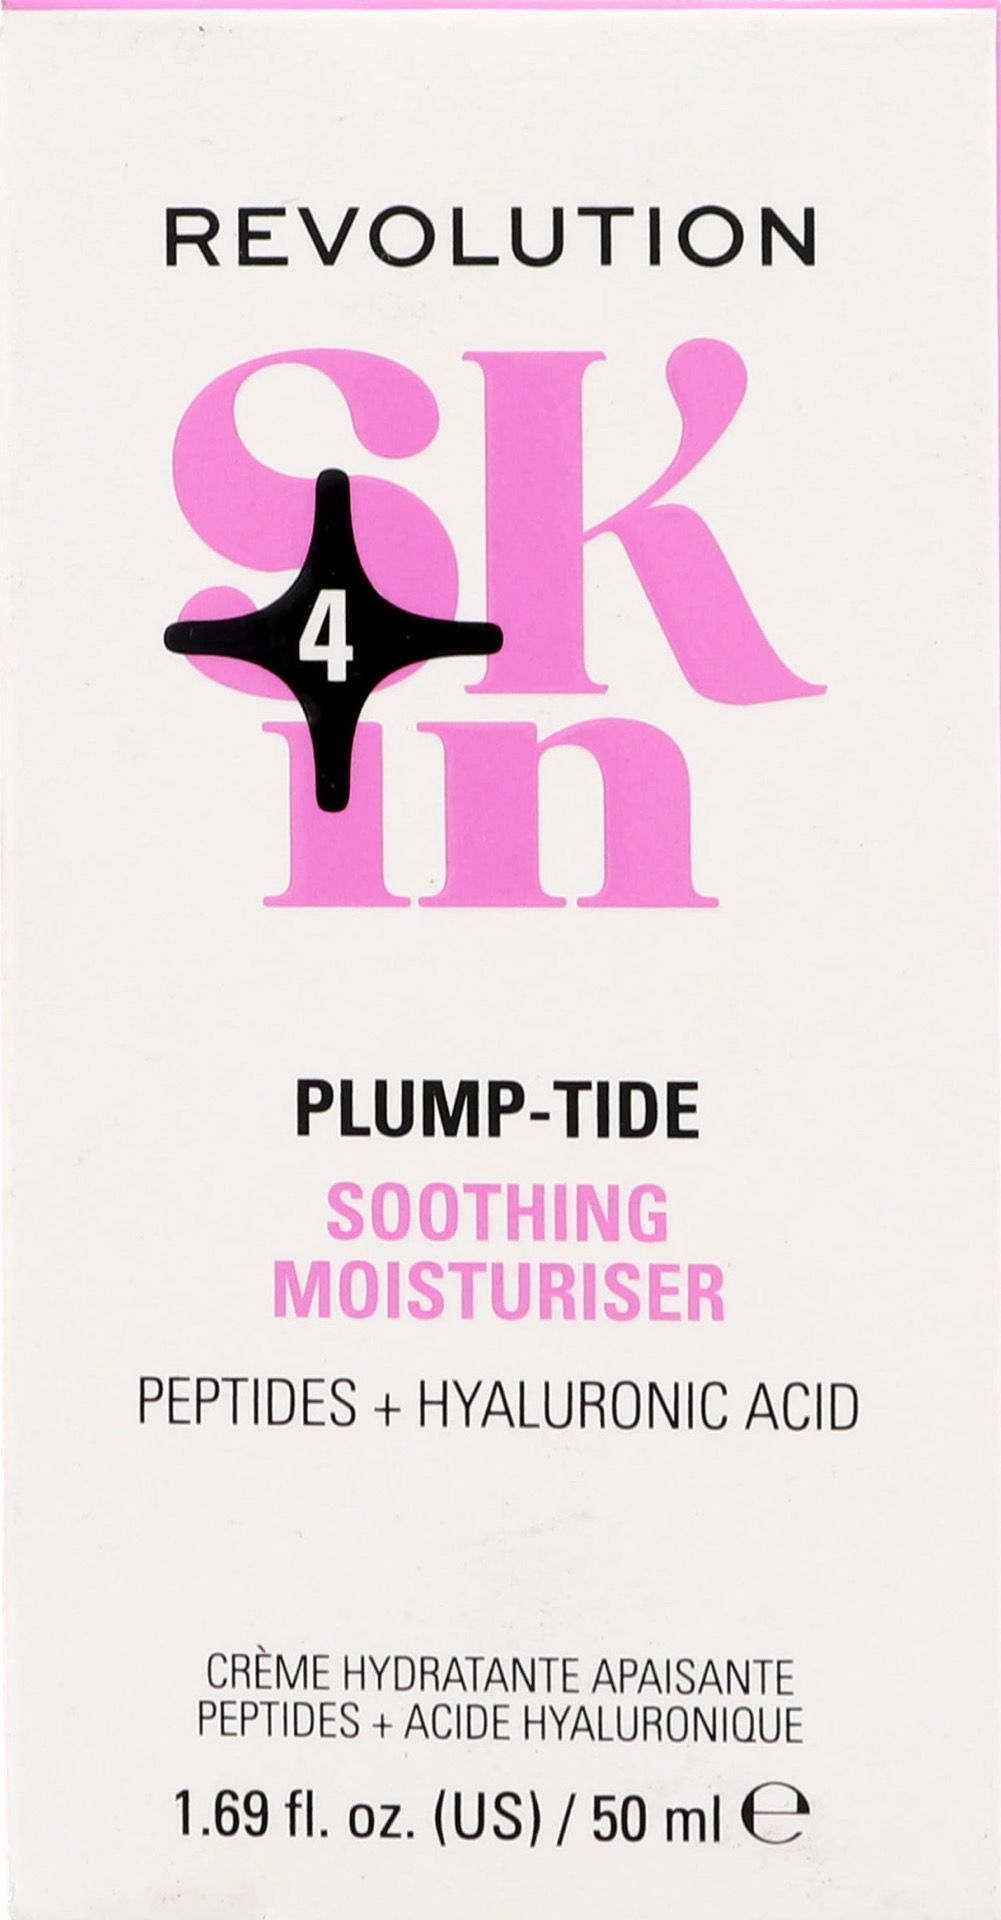 REVOLUTION
SK
4
in
PLUMP-TIDE
SOOTHING
MOISTURISER
PEPTIDES + HYALURONIC ACID
CRÈME HYDRATANTE APAISANTE
PEPTIDES + ACIDE HYALURONIQUE
1.69 fl. oz. (US) / 50 ml ℮